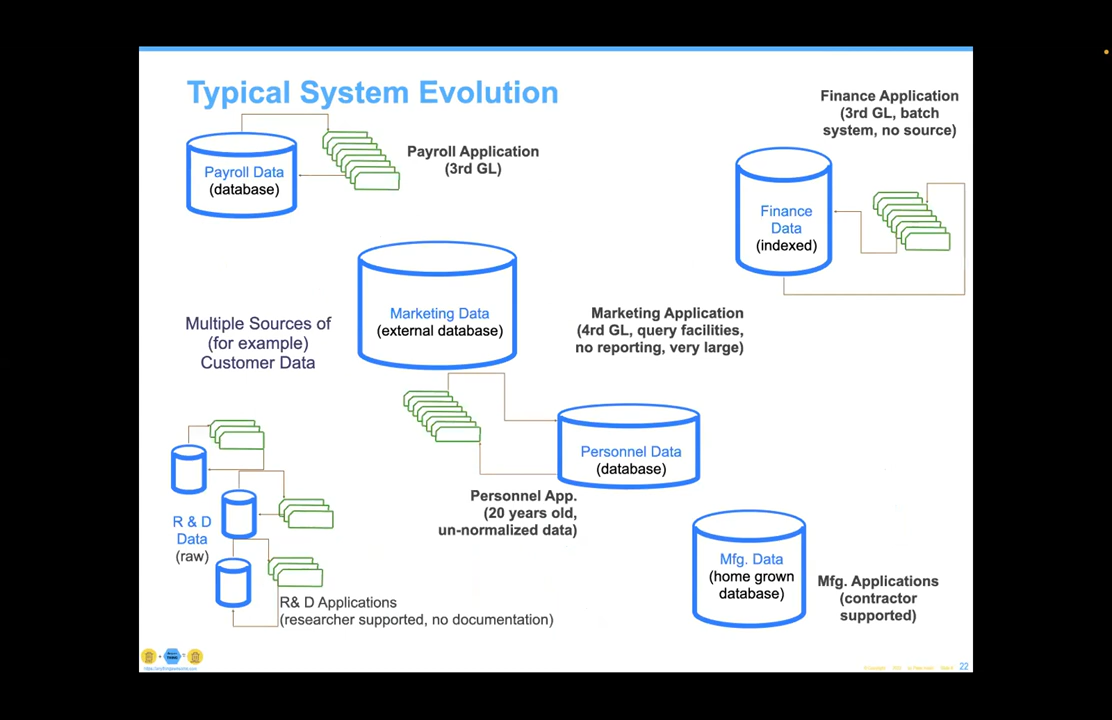 Typical System Evolution
Finance Application
(3rd GL, batch
system, no source)
Payroll Application
(3rd GL)
Payroll Data
(database)
Finance
Data
(indexed)
Marketing Data
(external database)
Marketing Application
(4rd GL, query facilities,
no reporting, very large)
Multiple Sources of
(for example)
Customer Data
Personnel Data
(database)
Personnel App.
(20 years old,
un-normalized data)
R & D
Data
(raw)
Mfg. Data
(home grown
database)
Mfg. Applications
(contractor
supported)
R& D Applications
(researcher supported, no documentation)
22